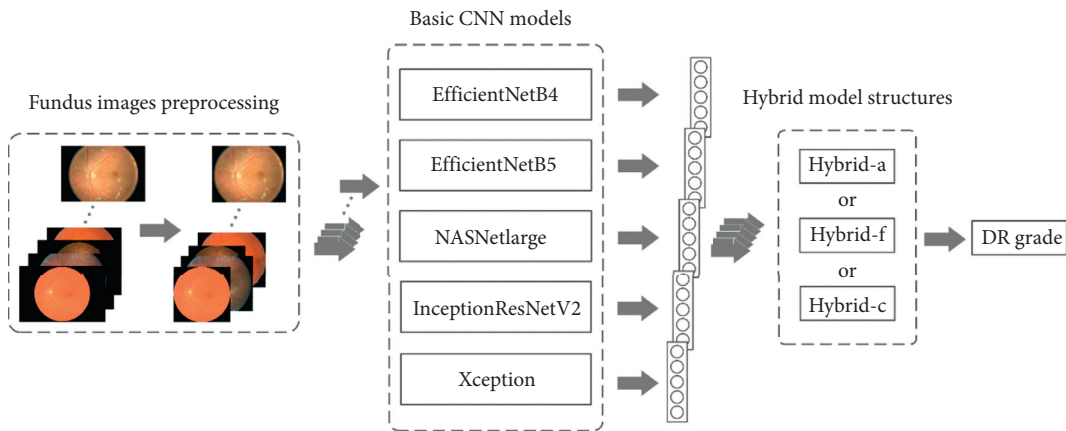 Fundus images preprocessing
Basic CNN models
EfficientNetB4
EfficientNetB5
NASNetlarge
InceptionResNetV2
Xception
Hybrid model structures
Hybrid-a
or
Hybrid-f
or
Hybrid-c
DR grade